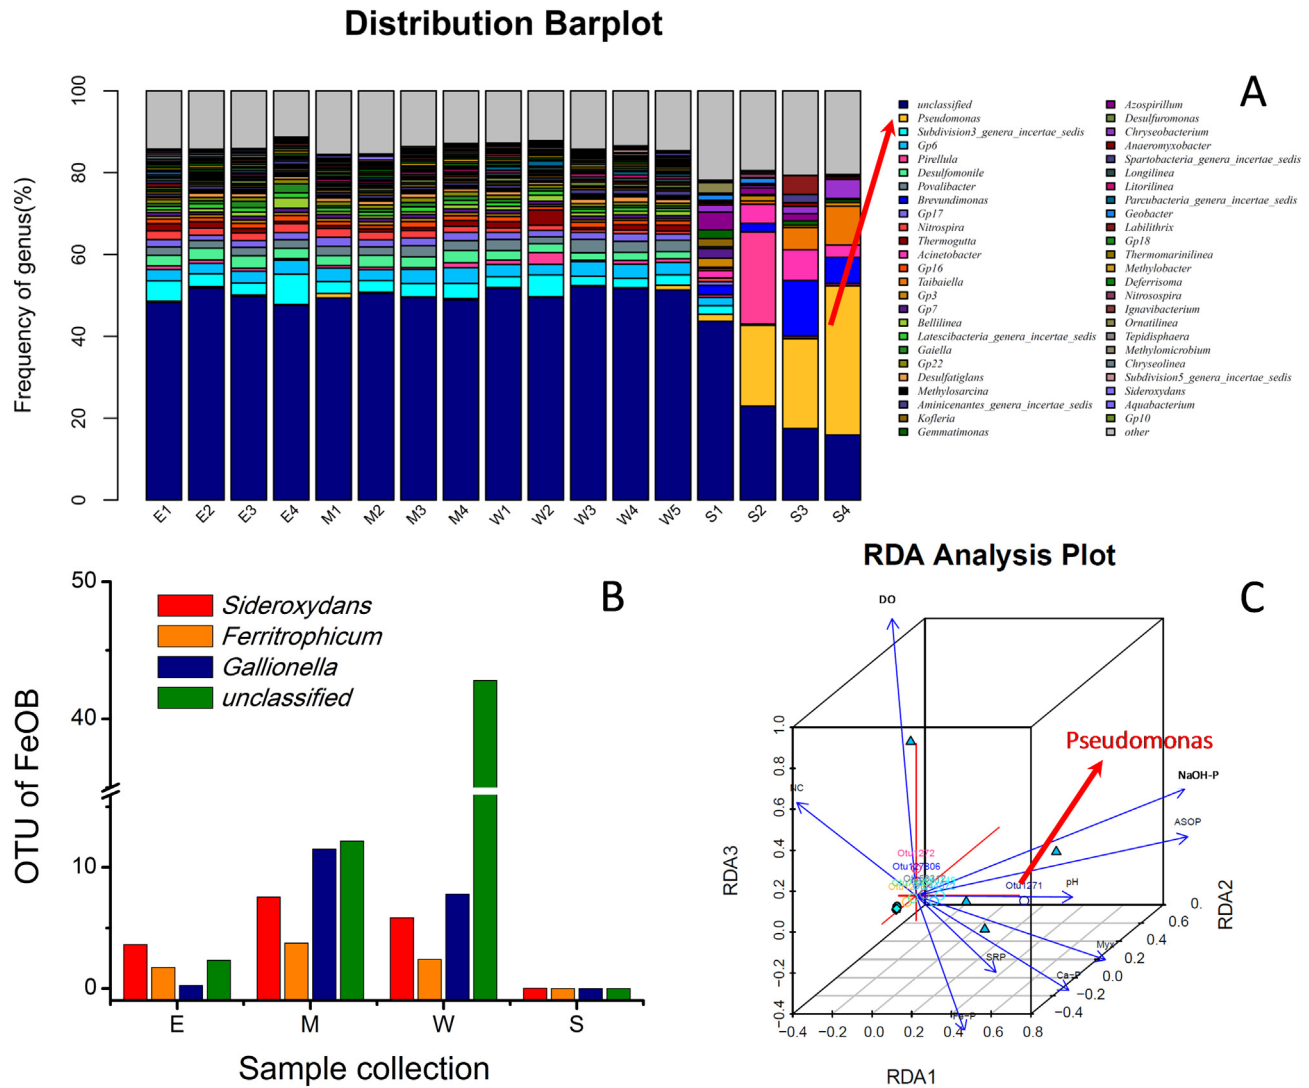 Distribution Barplot
A
Frequency of genus(%)
100
80
60
40
20
0
E1
E2
E3
E4
M1
M2
M3
M4
W1
W2
W3
W4
W5
S1
S2
S3
S4
unclassified
Pseudomonas
Subdivision3_genera_incertae_sedis
Gp6
Pirellula
Desulfomonile
Povalibacter
Brevundimonas
Gp17
Nitrospira
Thermogutta
Acinetobacter
Gp16
Taibaiella
Gp3
Gp7
Bellilinea
Latescibacteria_genera_incertae_sedis
Gaiella
Gp22
Desulfatiglans
Methylosarcina
Aminicenantes_genera_incertae_sedis
Kofleria
Gemmatimonas
Azospirillum
Desulfuromonas
Chryseobacterium
Anaeromyxobacter
Spartobacteria_genera_incertae_sedis
Longilinea
Litorilinea
Parcubacteria_genera_incertae_sedis
Geobacter
Labilithrix
Gp18
Thermomarinilinea
Methylobacter
Deferrisoma
Nitrosospira
Ignavibacterium
Ornatilinea
Tepidisphaera
Methylomicrobium
Chryseolinea
Subdivision5_genera_incertae_sedis
Sideroxydans
Aquabacterium
Gp10
other
B
OTU of FeOB
50
40
10
0
Sideroxydans
Ferritrophicum
Gallionella
unclassified
E
M
W
S
Sample collection
RDA Analysis Plot
C
DO
Pseudomonas
NaOH-P
ASOP
NC
pH
Otu1272
Otu127806
Otu1271
SRP
Myx
Ca-P
RDA3
1.0
0.8
0.6
0.4
0.2
0.0
−0.2
−0.4
−0.4
0.0
0.2
0.4
0.6
0.8
RDA1
−0.4
−0.2
0.0
0.2
0.4
0.6
0.
RDA2